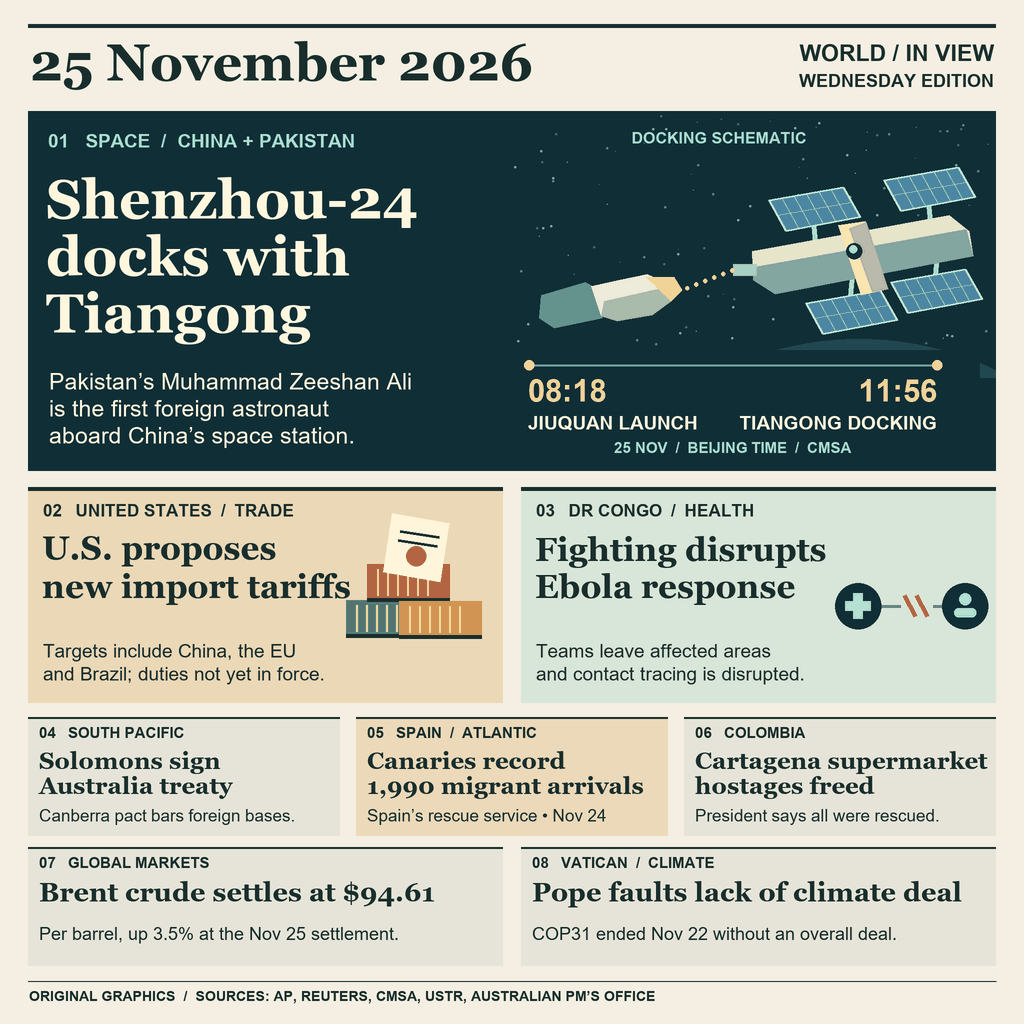 25 November 2026
WORLD / IN VIEW
WEDNESDAY EDITION
01 SPACE / CHINA + PAKISTAN
Shenzhou-24
docks with
Tiangong
Pakistan’s Muhammad Zeeshan Ali
is the first foreign astronaut
aboard China’s space station.
DOCKING SCHEMATIC
08:18
11:56
JIUQUAN LAUNCH
TIANGONG DOCKING
25 NOV / BEIJING TIME / CMSA
02 UNITED STATES / TRADE
U.S. proposes
new import tariffs
Targets include China, the EU
and Brazil; duties not yet in force.
03 DR CONGO / HEALTH
Fighting disrupts
Ebola response
Teams leave affected areas
and contact tracing is disrupted.
04 SOUTH PACIFIC
Solomons sign
Australia treaty
Canberra pact bars foreign bases.
05 SPAIN / ATLANTIC
Canaries record
1,990 migrant arrivals
Spain’s rescue service • Nov 24
06 COLOMBIA
Cartagena supermarket
hostages freed
President says all were rescued.
07 GLOBAL MARKETS
Brent crude settles at $94.61
Per barrel, up 3.5% at the Nov 25 settlement.
08 VATICAN / CLIMATE
Pope faults lack of climate deal
COP31 ended Nov 22 without an overall deal.
ORIGINAL GRAPHICS / SOURCES: AP, REUTERS, CMSA, USTR, AUSTRALIAN PM’S OFFICE